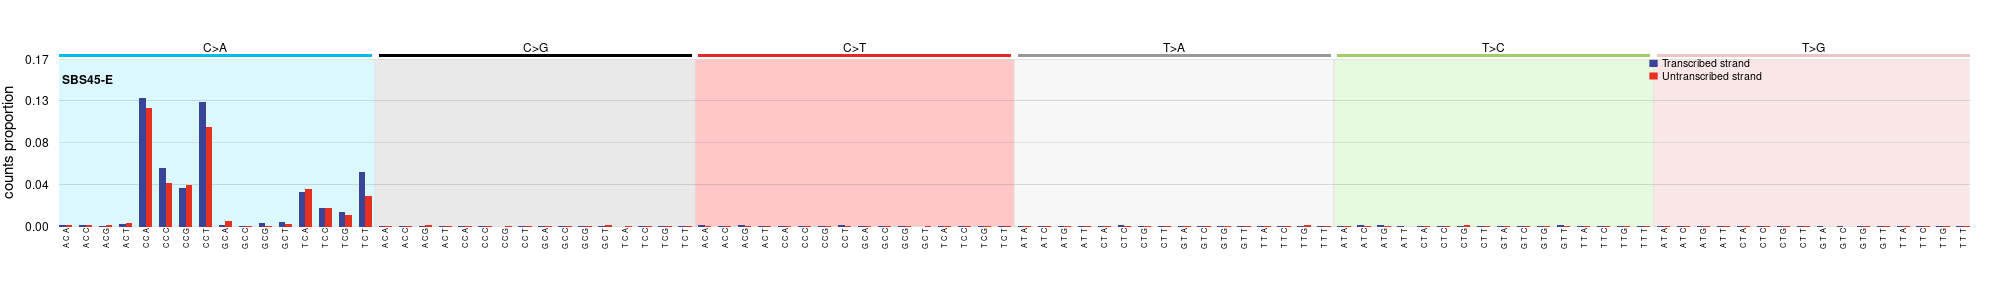 C>A C>G C>T T>A T>C T>G
0.17
SBS45-E
Transcribed strand
Untranscribed strand
0.13
0.08
0.04
0.00
counts proportion
ACA ACC ACG ACT CCA CCC CCG CCT GCA GCC GCG GCT TCA TCC TCG TCT ACA ACC ACG ACT CCA CCC CCG CCT GCA GCC GCG GCT TCA TCC TCG TCT ACA ACC ACG ACT CCA CCC CCG CCT GCA GCC GCG GCT TCA TCC TCG TCT ATA ATC ATG ATT CTA CTC CTG CTT GTA GTC GTG GTT TTA TTC TTG TTT ATA ATC ATG ATT CTA CTC CTG CTT GTA GTC GTG GTT TTA TTC TTG TTT ATA ATC ATG ATT CTA CTC CTG CTT GTA GTC GTG GTT TTA TTC TTG TTT